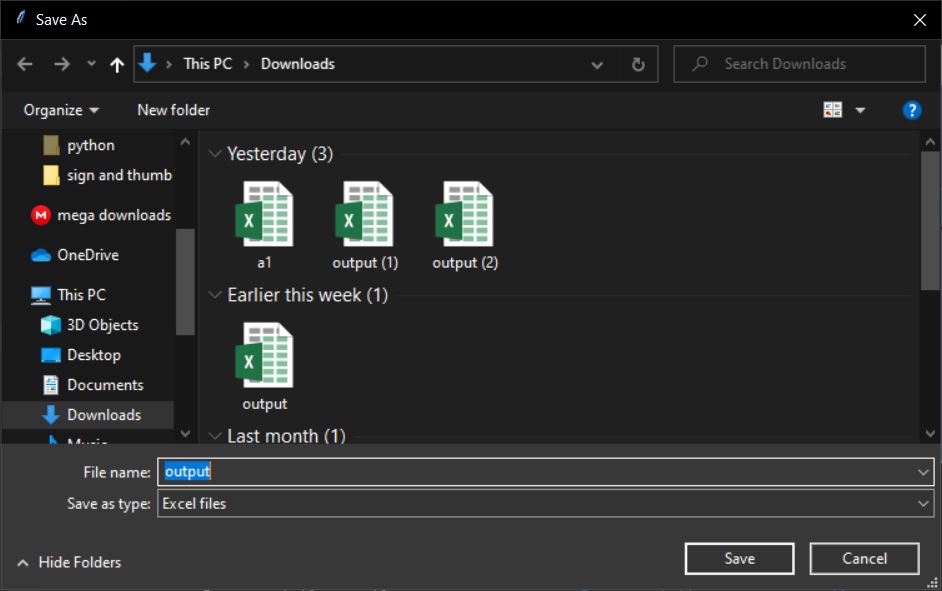 Save As
This PC > Downloads
Search Downloads
Organize
New folder
?
python
sign and thumb
M mega downloads
OneDrive
This PC
3D Objects
Desktop
Documents
Downloads
Music
Yesterday (3)
X X X
a1
output (1)
output (2)
Earlier this week (1)
X
output
Last month (1)
File name: output
Save as type: Excel files
Hide Folders
Save
Cancel